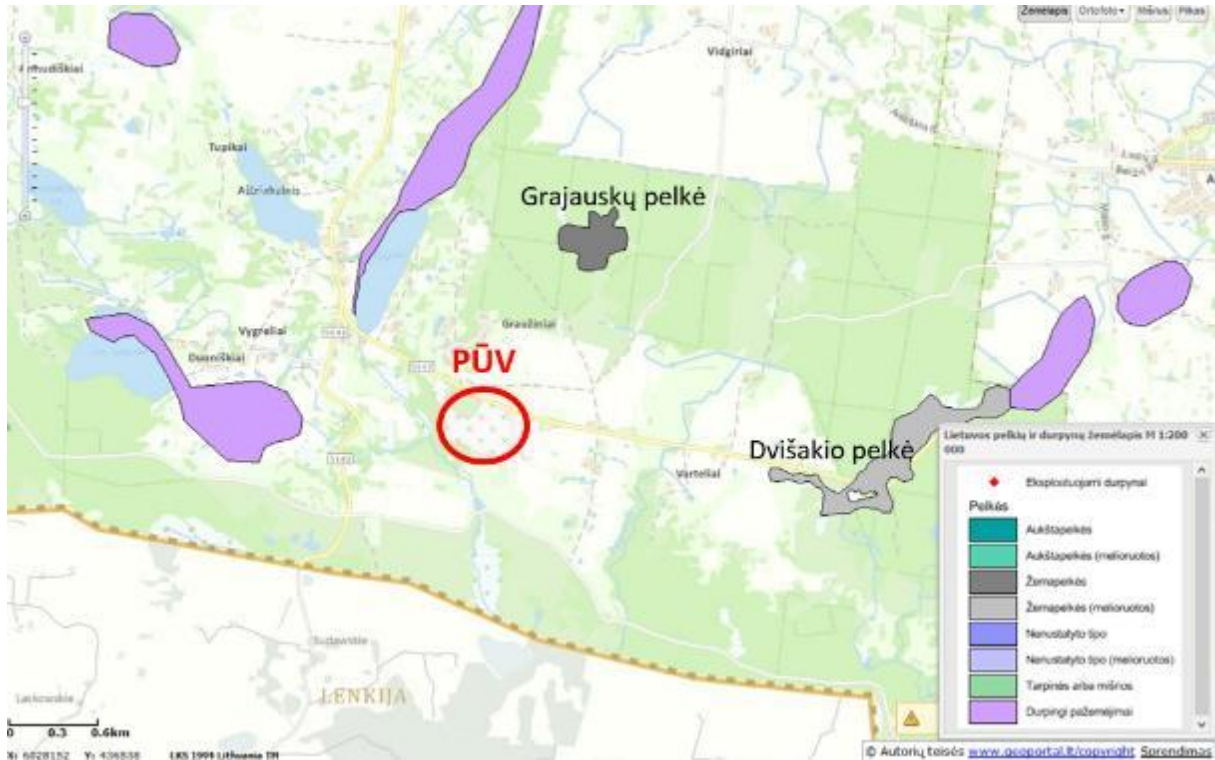 Žemėlapis Ortofoto Mišrus Pilkas
Vidgiriai
Tupikai
Grajauskų pelkė
Graužiniai
Vygreliai
PŪV
Dvišakio pelkė
Varteliai
LENKIJA
0 0.3 0.6km
X: 6028152 Y: 436838 LKS 1994 Lithuania TM
Lietuvos pelkių ir durpynų žemėlapis M 1:200 000
Eksploatuojami durpynai
Pelkės
Aukštapelkės
Aukštapelkės (melioruotos)
Žemapelkės
Žemapelkės (melioruotos)
Nenustatyto tipo
Nenustatyto tipo (melioruotos)
Tarpinės arba mišrios
Durpingi pažemėjimai
© Autorių teisės www.geoportal.lt/copyright Sprendimas